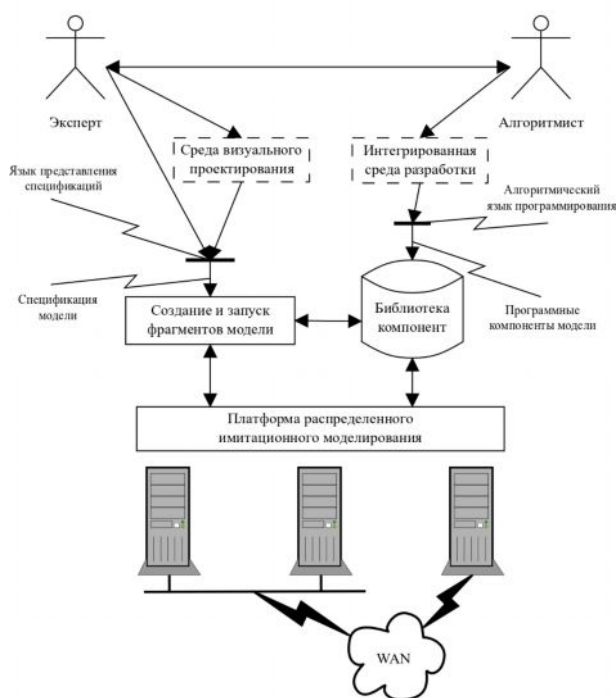 Эксперт
Алгоритмист
Среда визуального
проектирования
Интегрированная
среда разработки
Язык представления
спецификаций
Алгоритмический
язык программирования
Спецификация
модели
Создание и запуск
фрагментов модели
Библиотека
компонент
Программные
компоненты модели
Платформа распределенного
имитационного моделирования
WAN